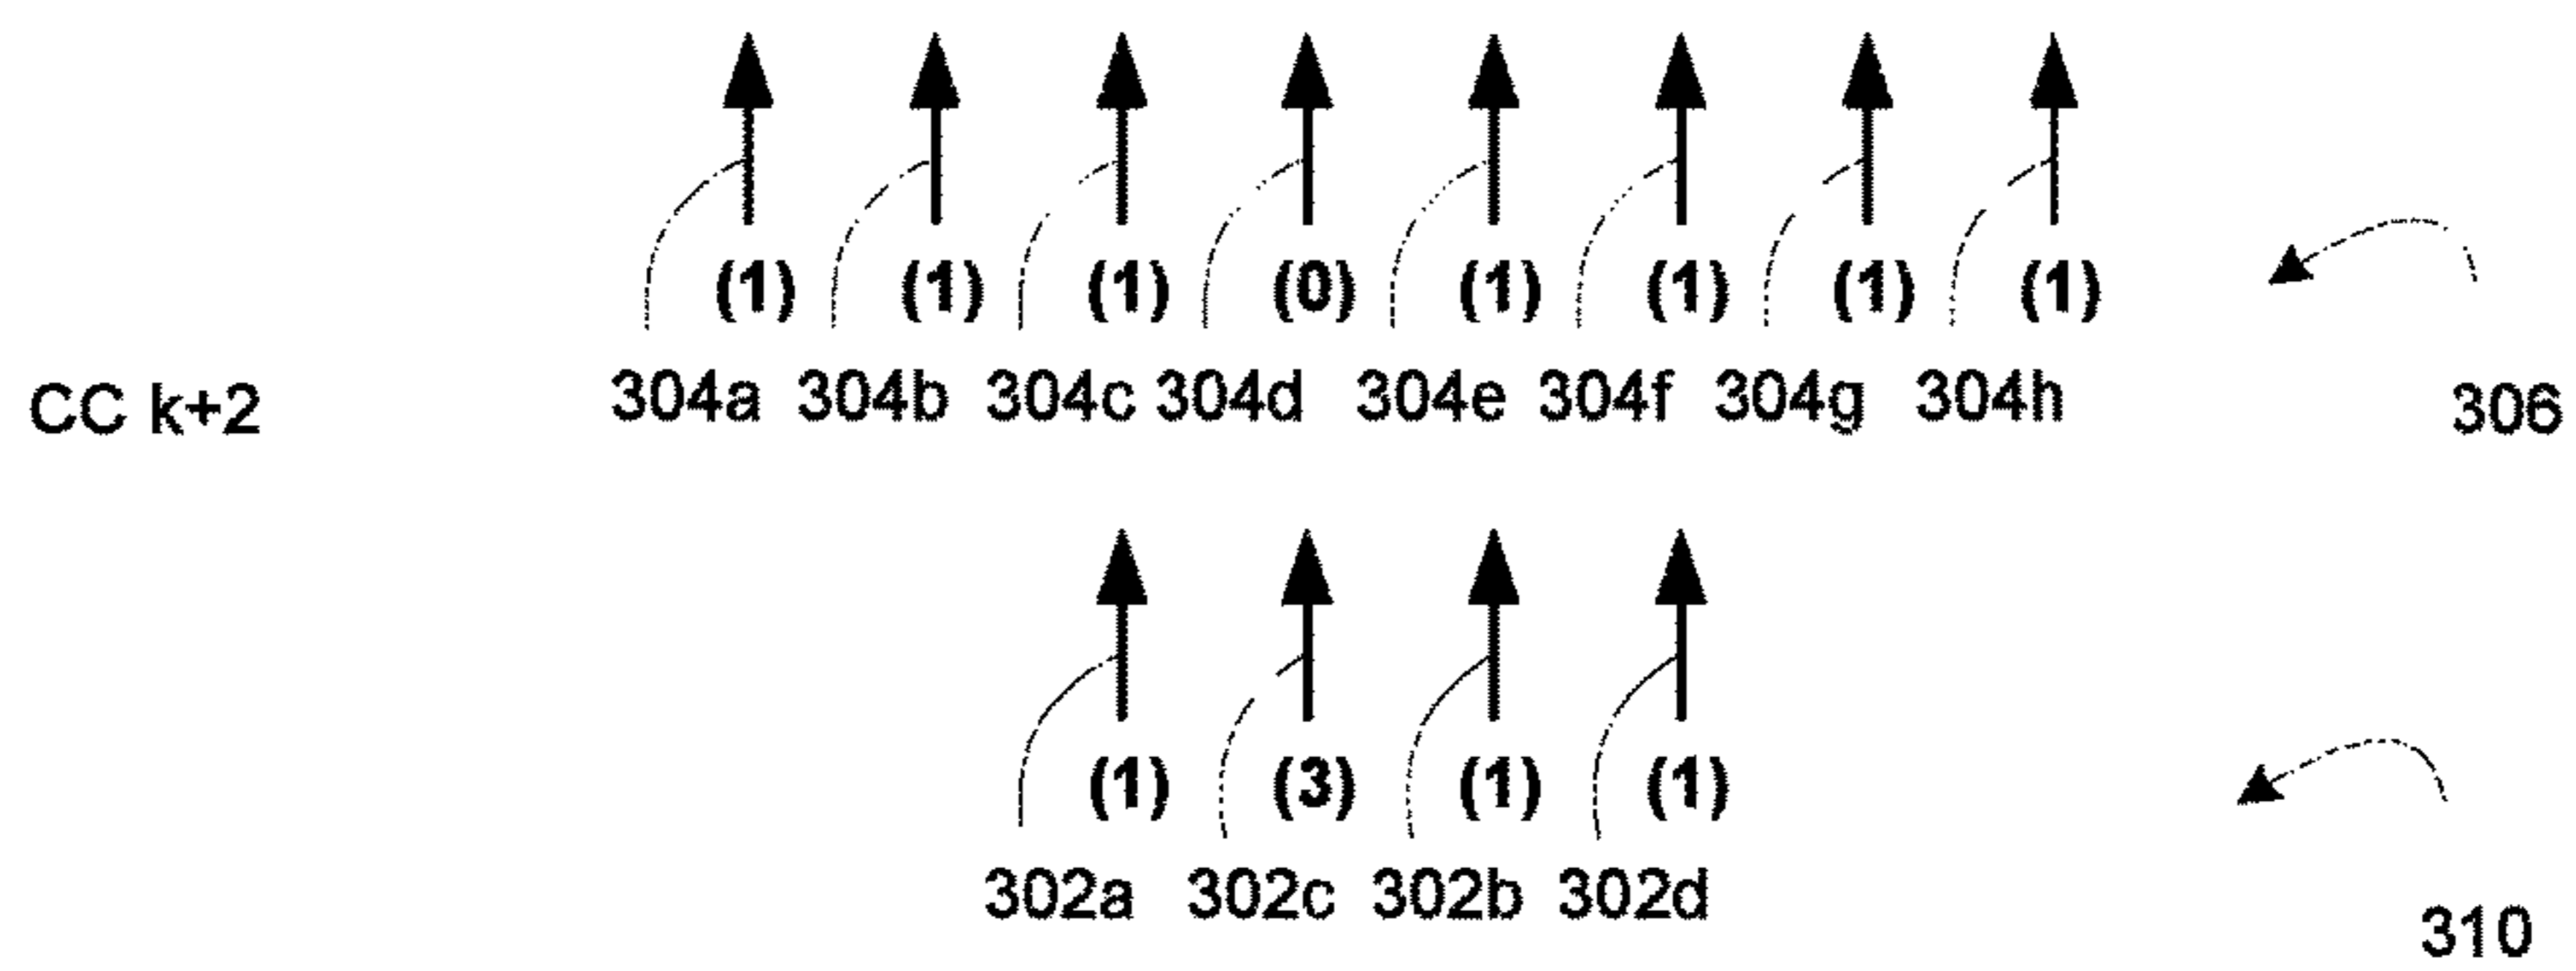 (1) (1) (1) (0) (1) (1) (1) (1)
CC k+2 304a 304b 304c 304d 304e 304f 304g 304h 306
(1) (3) (1) (1)
302a 302c 302b 302d
310